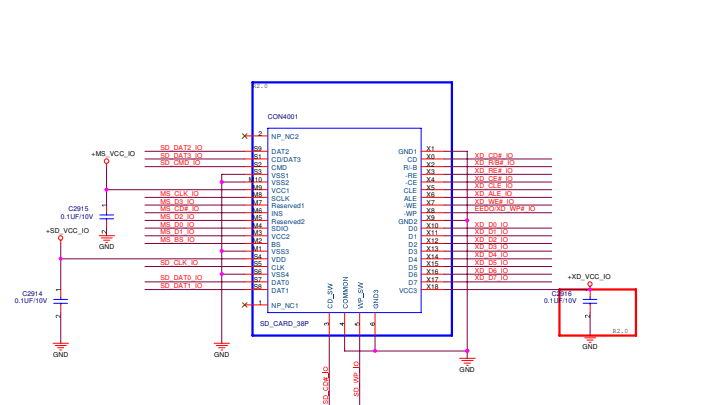 R2.0
CON4001
2 NP_NC2
+MS_VCC_IO
SD_DAT2_IO S9 DAT2 GND1 X1
SD_DAT3_IO S1 CD/DAT3 CD X0 XD_CD#_IO
SD_CMD_IO S2 CMD R/-B X2 XD_R/B#_IO
S3 VSS1 -RE X3 XD_RE#_IO
M10 VSS2 -CE X4 XD_CE#_IO
M9 VCC1 CLE X5 XD_CLE_IO
MS_CLK_IO M8 SCLK ALE X6 XD_ALE_IO
MS_D3_IO M7 Reserved1 -WE X7 XD_WE#_IO
MS_CD#_IO M6 INS -WP X8 EEDO/XD_WP#_IO
MS_D2_IO M5 Reserved2 GND2 X9
MS_D0_IO M4 SDIO D0 X10 XD_D0_IO
MS_D1_IO M3 VCC2 D1 X11 XD_D1_IO
MS_BS_IO M2 BS D2 X12 XD_D2_IO
M1 VSS3 D3 X13 XD_D3_IO
S4 VDD D4 X14 XD_D4_IO
SD_CLK_IO S5 CLK D5 X15 XD_D5_IO
S6 VSS4 D6 X16 XD_D6_IO
SD_DAT0_IO S7 DAT0 D7 X17 XD_D7_IO
SD_DAT1_IO S8 DAT1 VCC3 X18
1 NP_NC1
C2915
0.1UF/10V
1
2
GND
+SD_VCC_IO
C2914
0.1UF/10V
1
2
GND
GND
CD_SW
COMMON
WP_SW
GND3
SD_CARD_38P
3
4
5
6
SD_CD#_IO
SD_WP_IO
GND
+XD_VCC_IO
C2916
0.1UF/10V
2
R2.0
GND